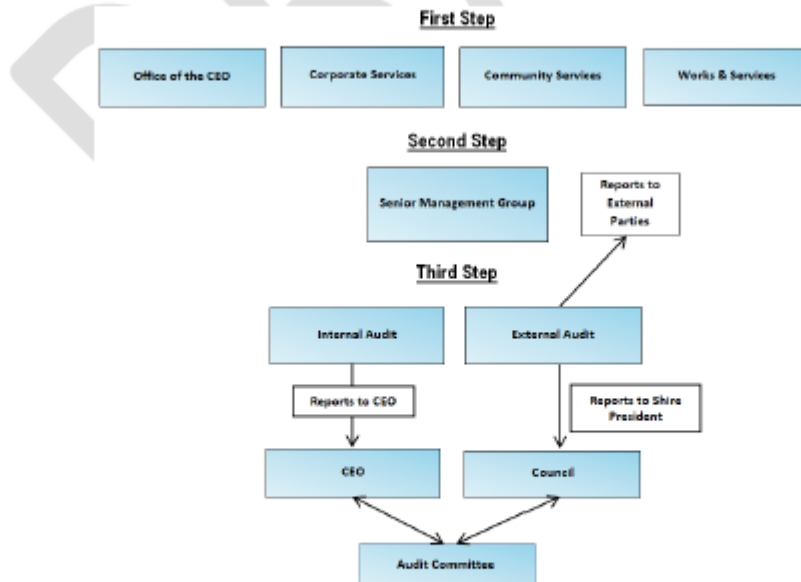 First Step
Office of the CEO
Corporate Services
Community Services
Works & Services
Second Step
Senior Management Group
Reports to
External
Parties
Third Step
Internal Audit
External Audit
Reports to CEO
Reports to Shire
President
CEO
Council
Audit Committee